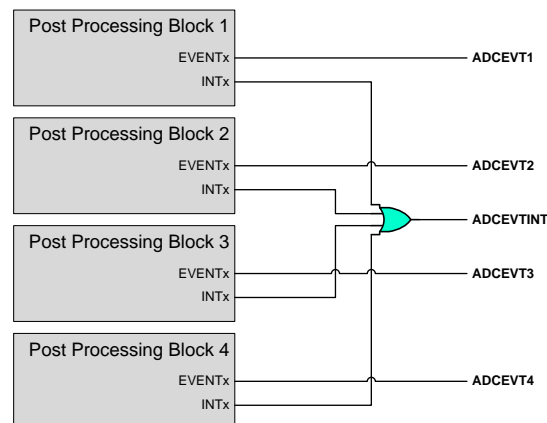 Post Processing Block 1
EVENTx
ADCEVT1
INTx
Post Processing Block 2
EVENTx
ADCEVT2
INTx
ADCEVTINT
Post Processing Block 3
EVENTx
ADCEVT3
INTx
Post Processing Block 4
EVENTx
ADCEVT4
INTx